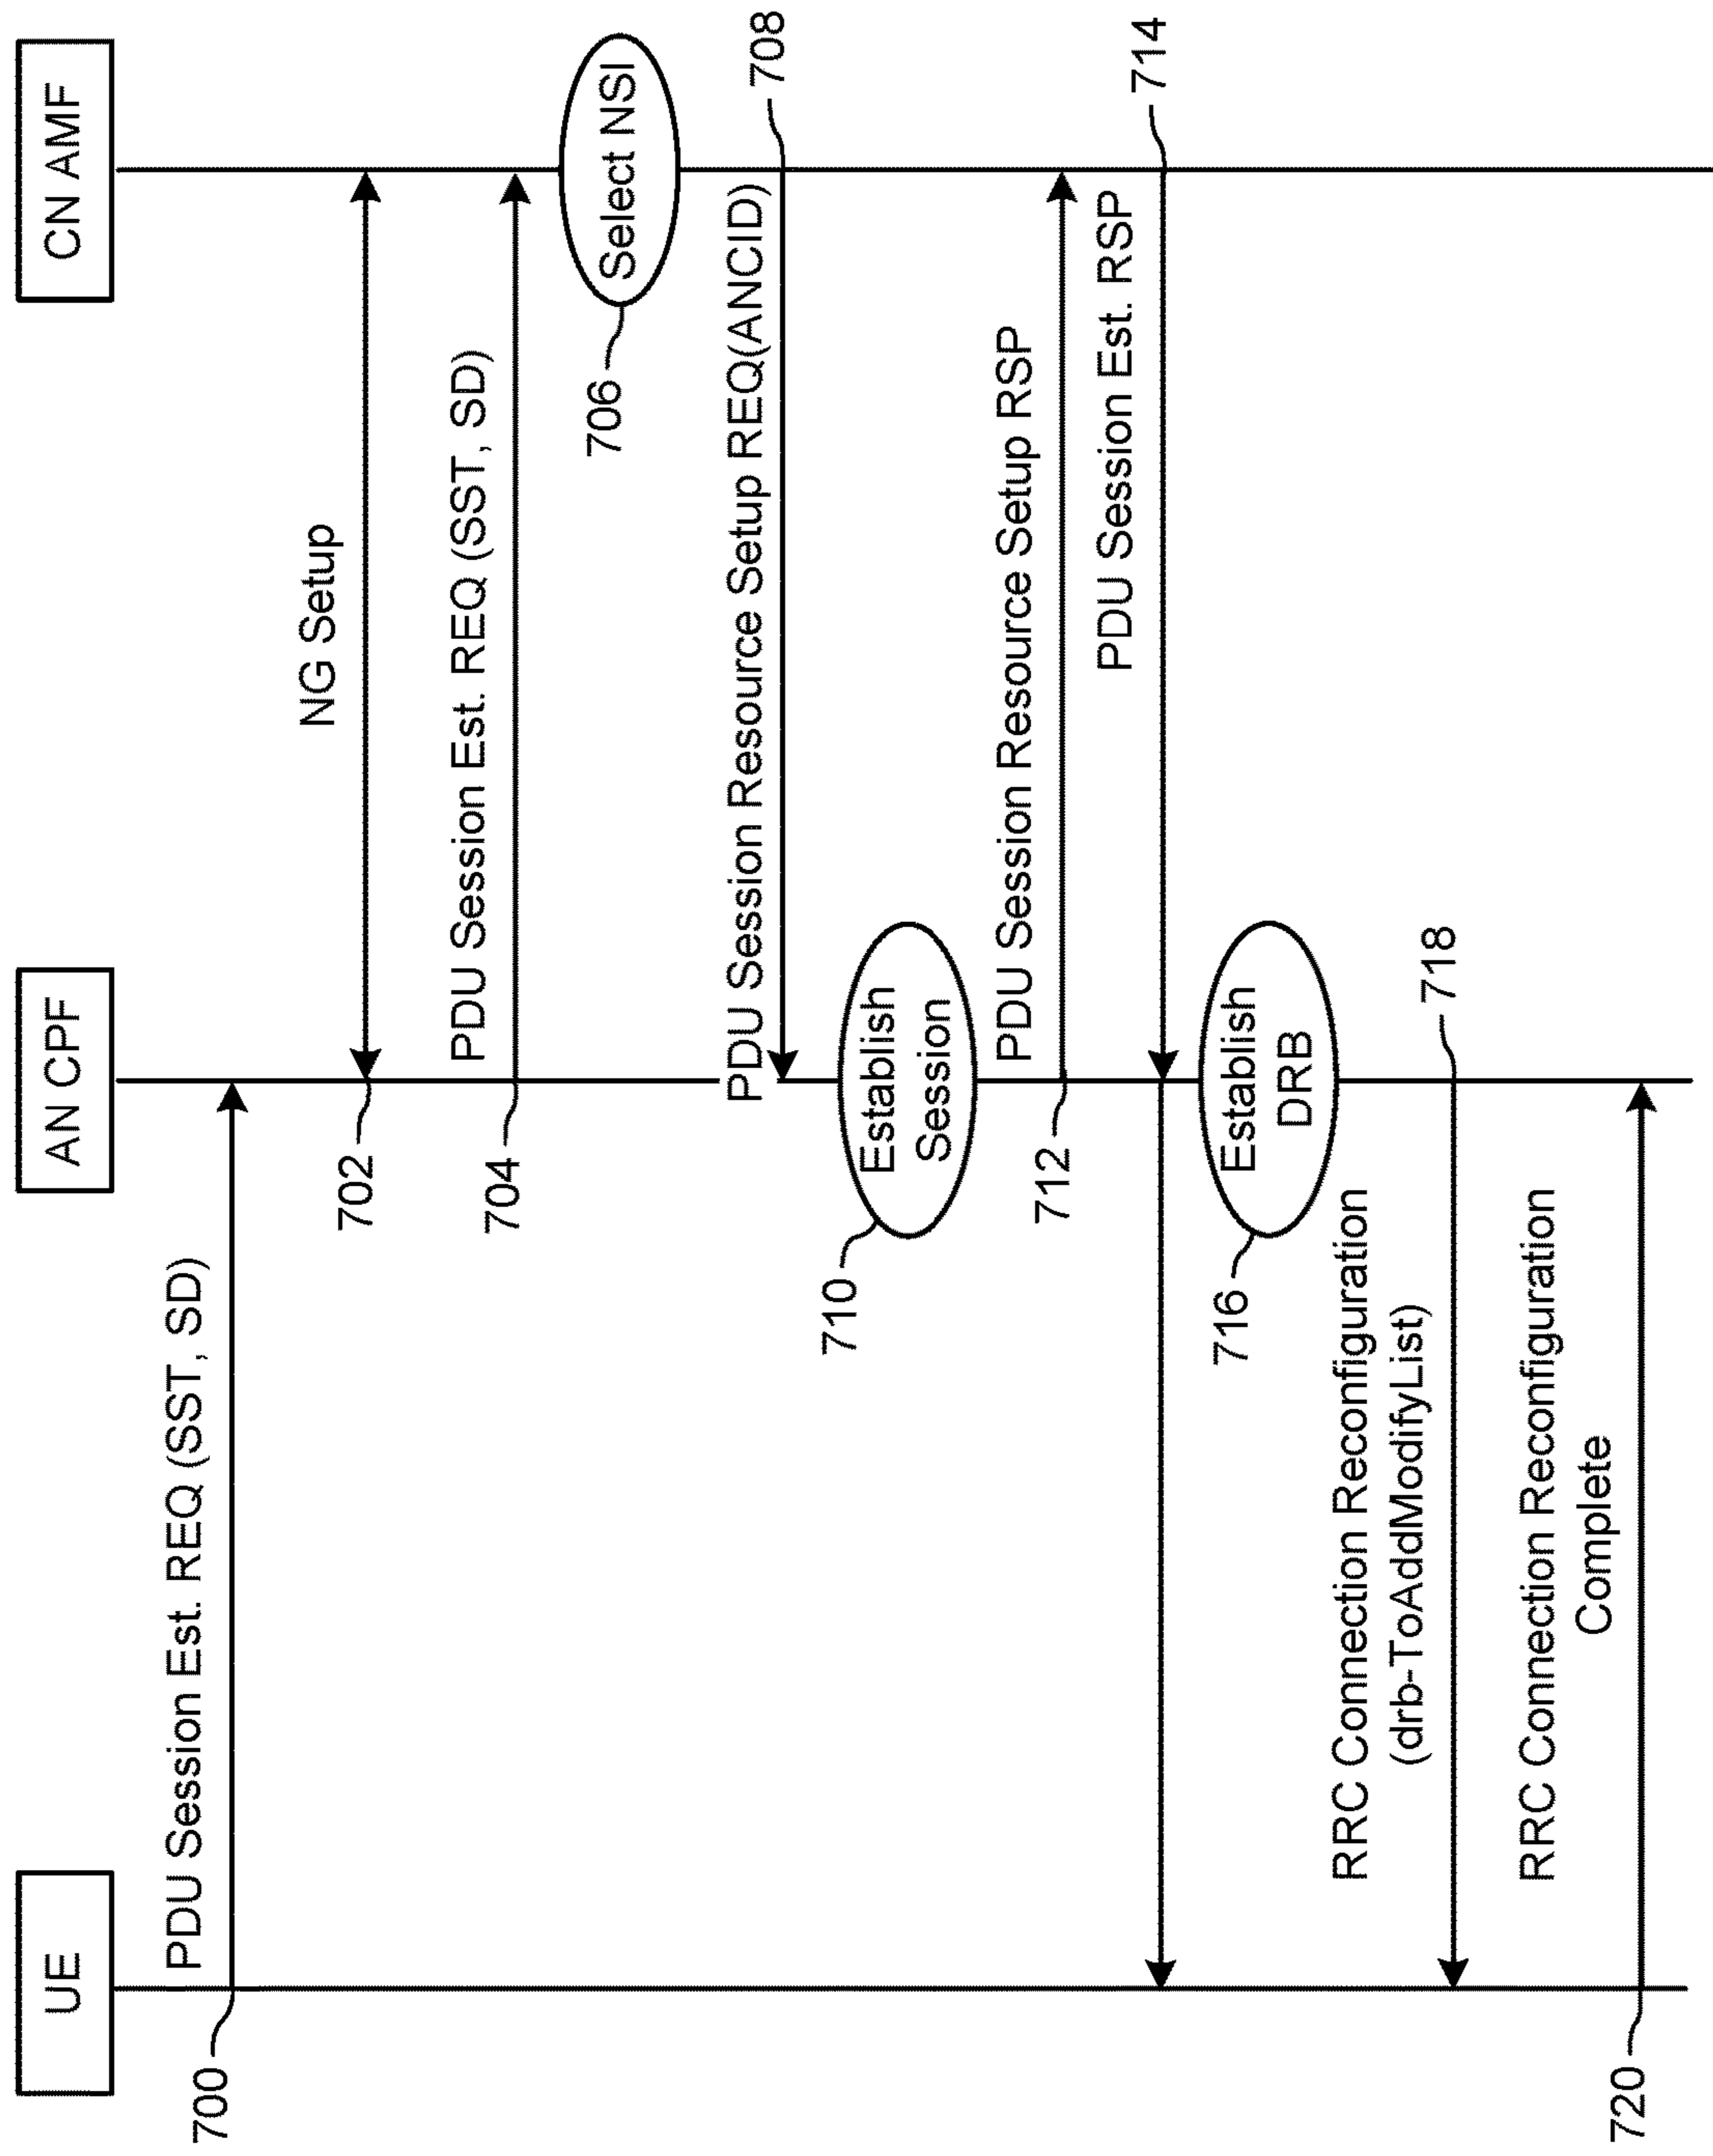 UE
AN CPF
CN AMF
PDU Session Est. REQ (SST, SD)
700
NG Setup
702
PDU Session Est. REQ (SST, SD)
704
Select NSI
706
PDU Session Resource Setup REQ(ANCID)
708
Establish
Session
710
PDU Session Resource Setup RSP
712
PDU Session Est. RSP
714
Establish
DRB
716
RRC Connection Reconfiguration
(drb-ToAddModifyList)
718
RRC Connection Reconfiguration
Complete
720